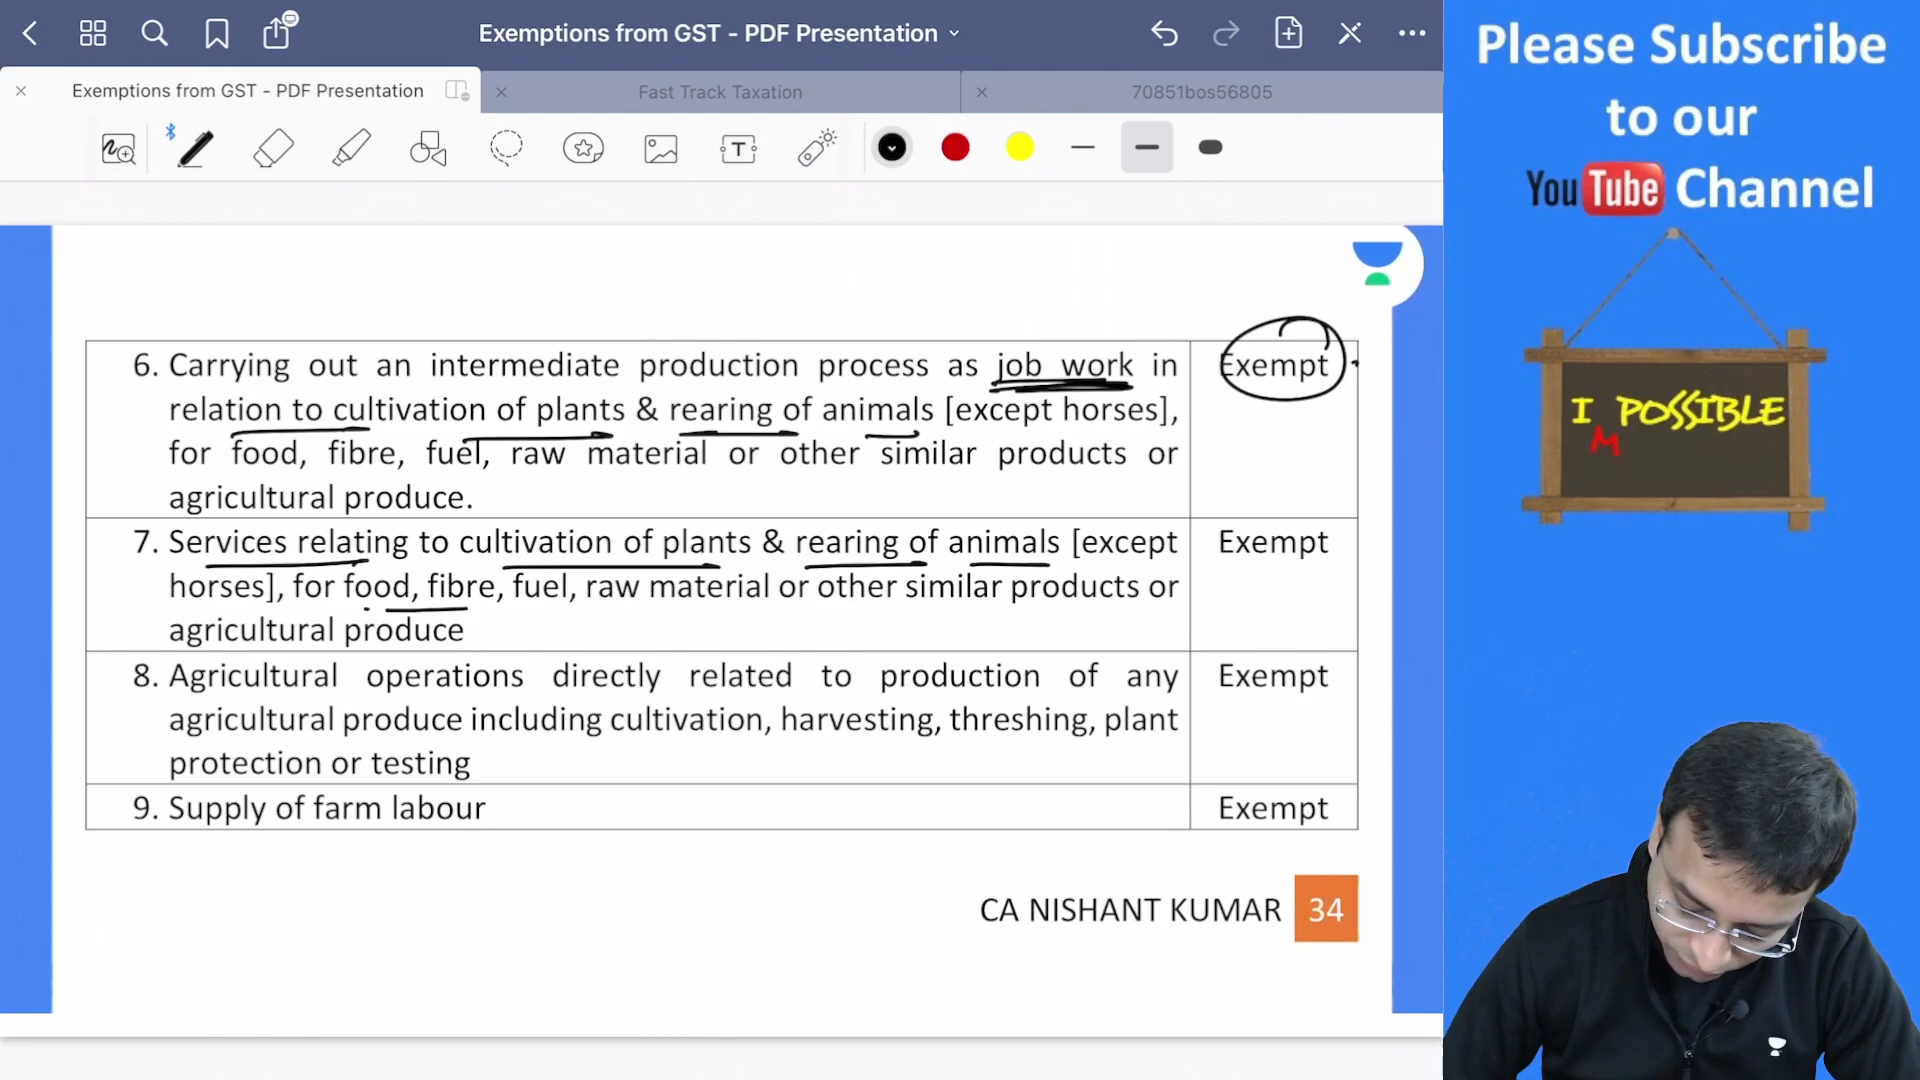 Exemptions from GST - PDF Presentation
Please Subscribe
to our
YouTube Channel
Exemptions from GST - PDF Presentation
Fast Track Taxation
70851bos56805
T
I POSSIBLE
M
6. Carrying out an intermediate production process as job work in
relation to cultivation of plants & rearing of animals [except horses],
for food, fibre, fuel, raw material or other similar products or
agricultural produce.
Exempt
7. Services relating to cultivation of plants & rearing of animals [except
horses], for food, fibre, fuel, raw material or other similar products or
agricultural produce
Exempt
8. Agricultural operations directly related to production of any
agricultural produce including cultivation, harvesting, threshing, plant
protection or testing
Exempt
9. Supply of farm labour
Exempt
CA NISHANT KUMAR 34